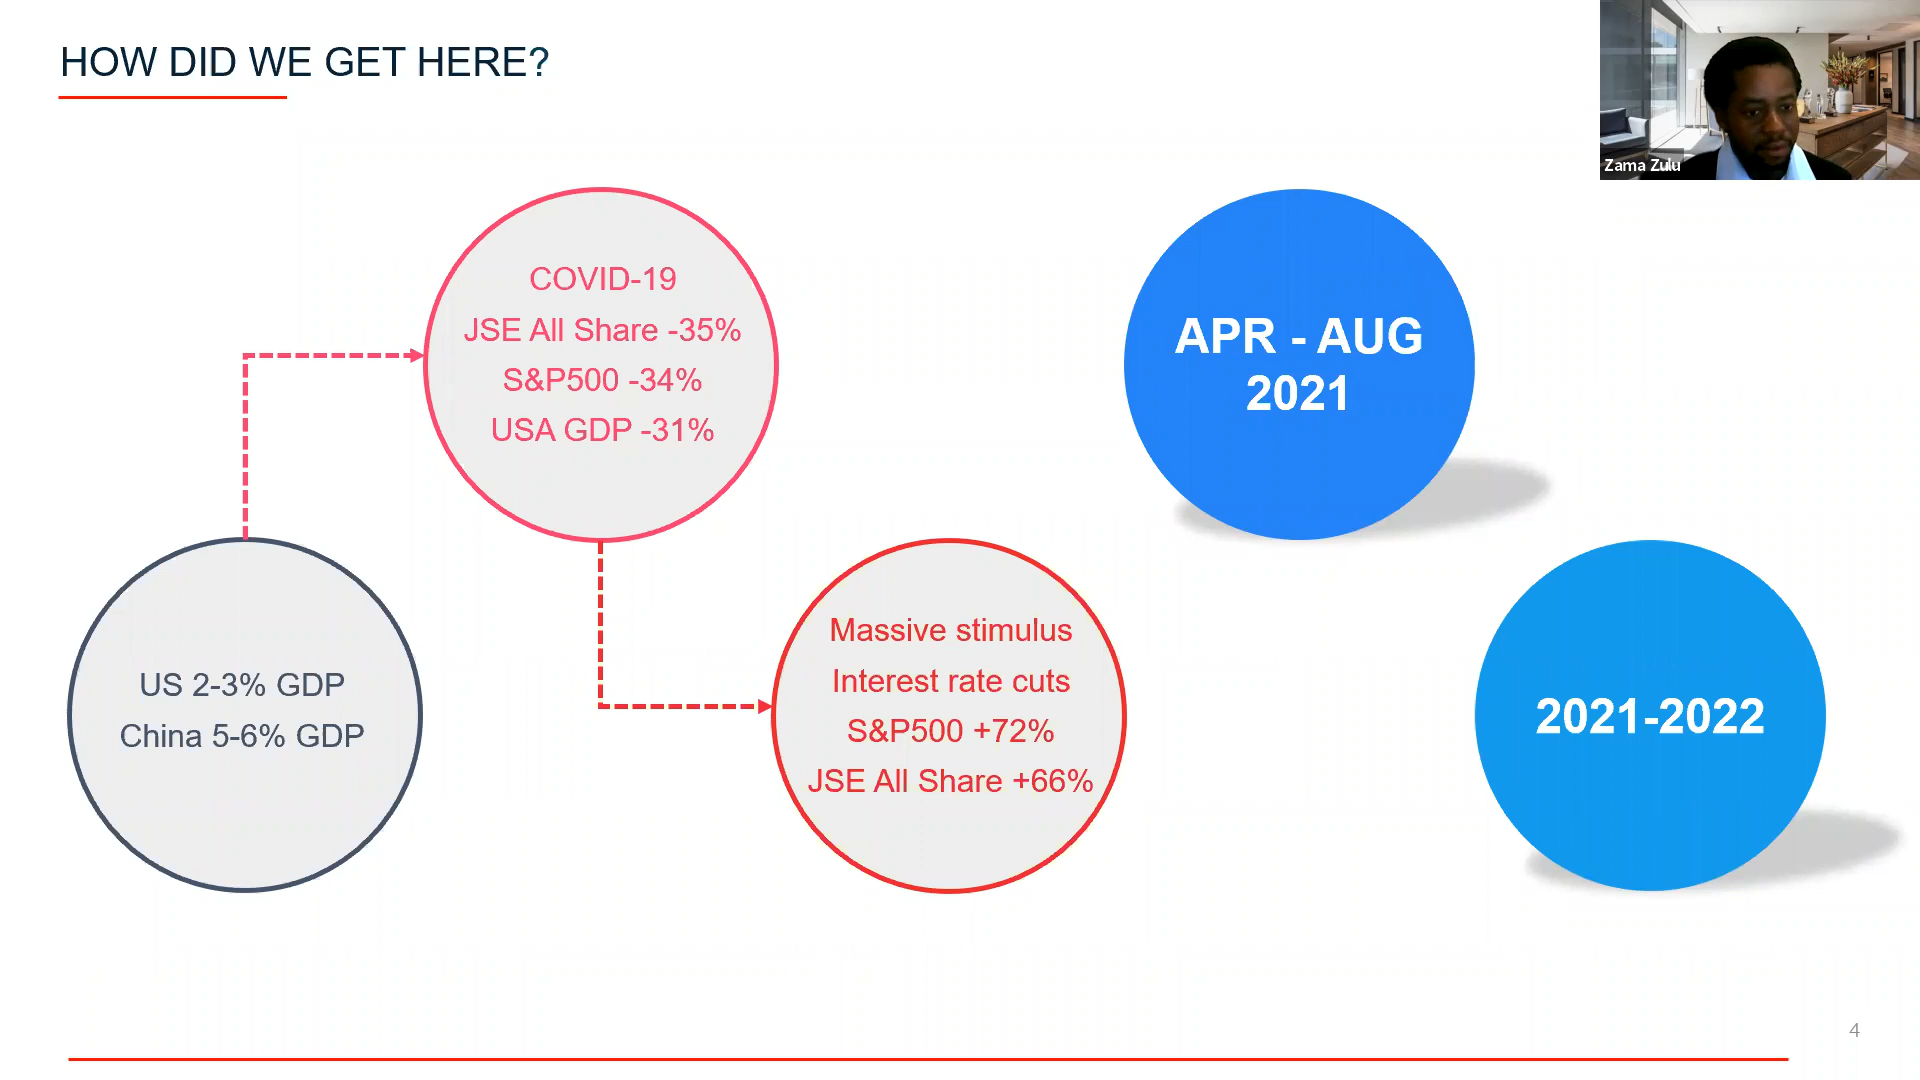 HOW DID WE GET HERE?
Zama Zulu
COVID-19
JSE All Share -35%
S&P500 -34%
USA GDP -31%
APR - AUG
2021
US 2-3% GDP
China 5-6% GDP
Massive stimulus
Interest rate cuts
S&P500 +72%
JSE All Share +66%
2021-2022
4